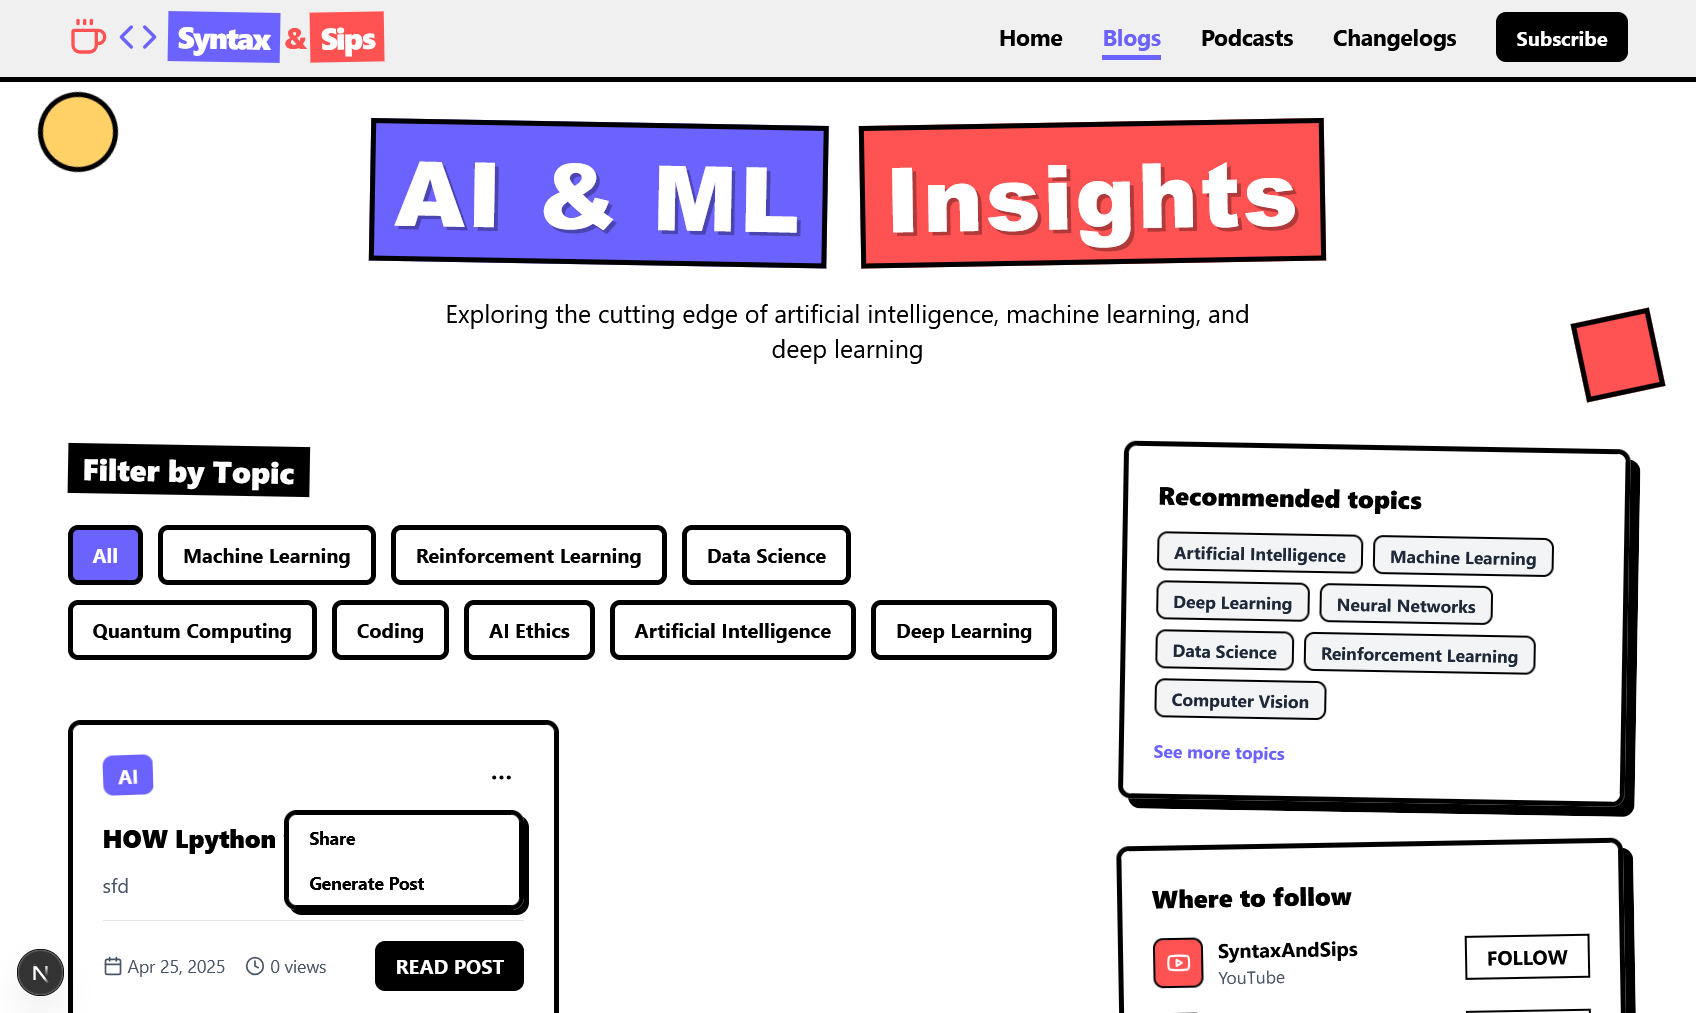 Syntax & Sips
Home Blogs Podcasts Changelogs Subscribe
AI & ML Insights
Exploring the cutting edge of artificial intelligence, machine learning, and
deep learning
Filter by Topic
All Machine Learning Reinforcement Learning Data Science
Quantum Computing Coding AI Ethics Artificial Intelligence Deep Learning
AI
...
HOW Lpython
sfd
Share
Generate Post
Apr 25, 2025 0 views READ POST
N
Recommended topics
Artificial Intelligence Machine Learning
Deep Learning Neural Networks
Data Science Reinforcement Learning
Computer Vision
See more topics
Where to follow
SyntaxAndSips
YouTube
FOLLOW